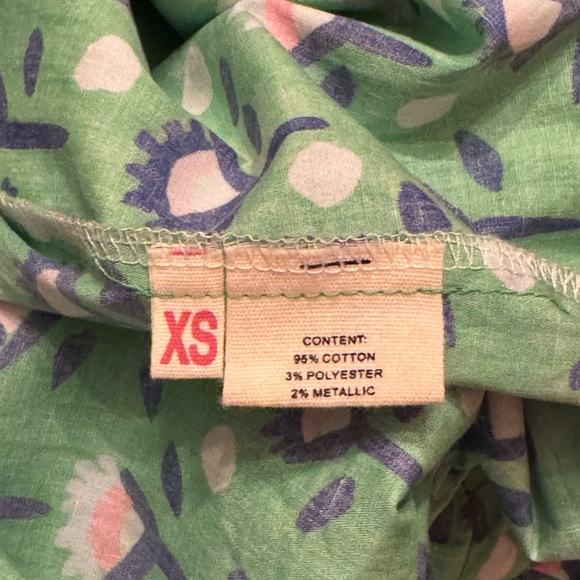 XS
CONTENT:
95% COTTON
3% POLYESTER
2% METALLIC